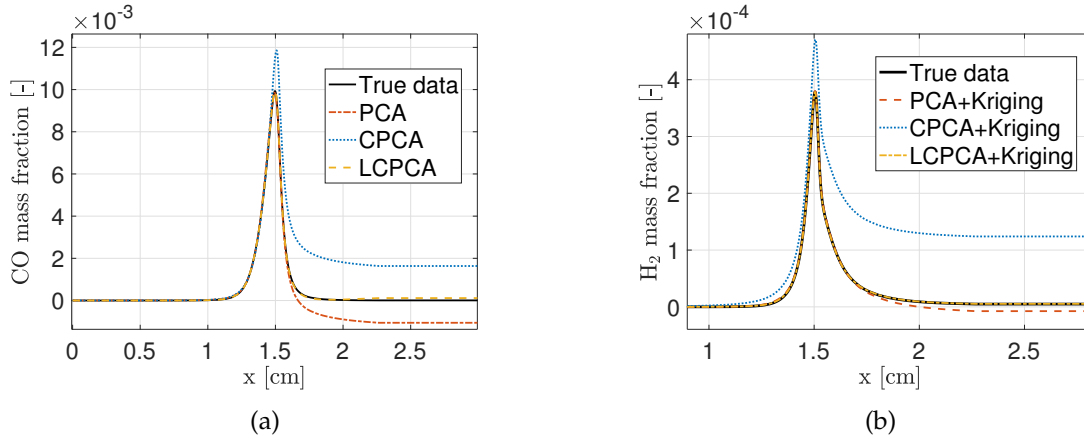 ×10⁻³
12
10
8
6
4
2
0
CO mass fraction [-]
True data
PCA
CPCA
LCPCA
0 0.5 1 1.5 2 2.5
x [cm]
(a)
×10⁻⁴
4
3
2
1
0
H₂ mass fraction [-]
True data
PCA+Kriging
CPCA+Kriging
LCPCA+Kriging
1 1.5 2 2.5
x [cm]
(b)